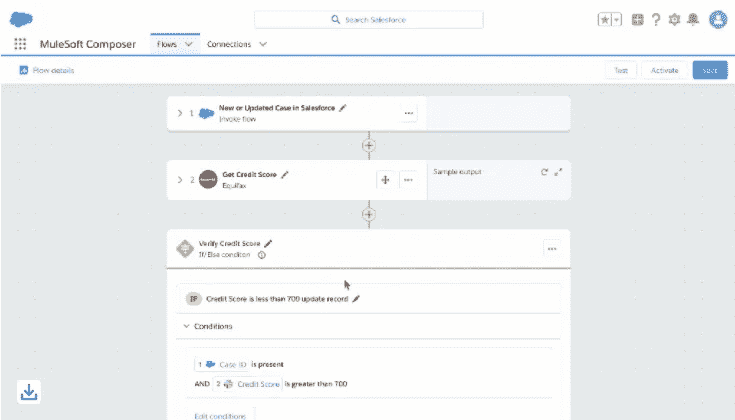 Search Salesforce
MuleSoft Composer
Flows
Connections
Flow details
Test
Activate
Save
1
New or Updated Case in Salesforce
Invoke flow
2
Get Credit Score
Equifax
Sample output
Verify Credit Score
If/Else condition
IF
Credit Score is less than 700 update record
Conditions
1 Case ID is present
AND 2 Credit Score is greater than 700
Edit conditions